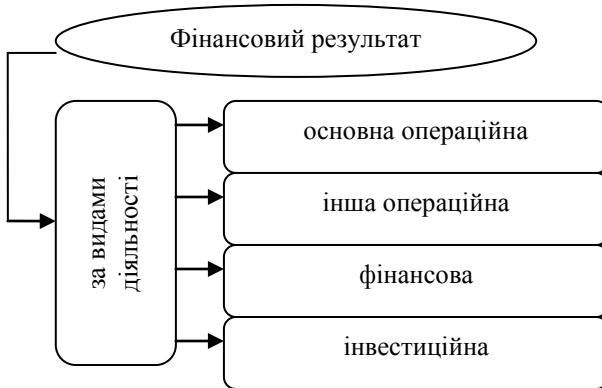 Фінансовий результат
за видами
діяльності
основна операційна
інша операційна
фінансова
інвестиційна